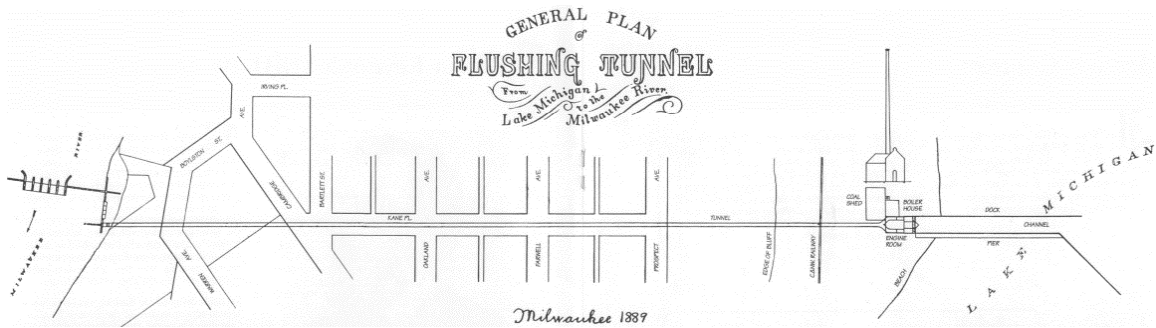 GENERAL PLAN
of
FLUSHING TUNNEL
From
Lake Michigan
to the
Milwaukee River.
IRVING PL.
AVE.
BOYLSTON ST.
CAMBRIDGE
BARTLETT ST.
KANE PL.
OAKLAND
AVE.
FARWELL
AVE.
PROSPECT
AVE.
TUNNEL
EDGE OF BLUFF
C.&N.W. RAILWAY
COAL SHED
BOILER HOUSE
ENGINE ROOM
DOCK
CHANNEL
PIER
BEACH
LAKE
MICHIGAN
MILWAUKEE
RIVER
AVE.
Milwaukee 1889